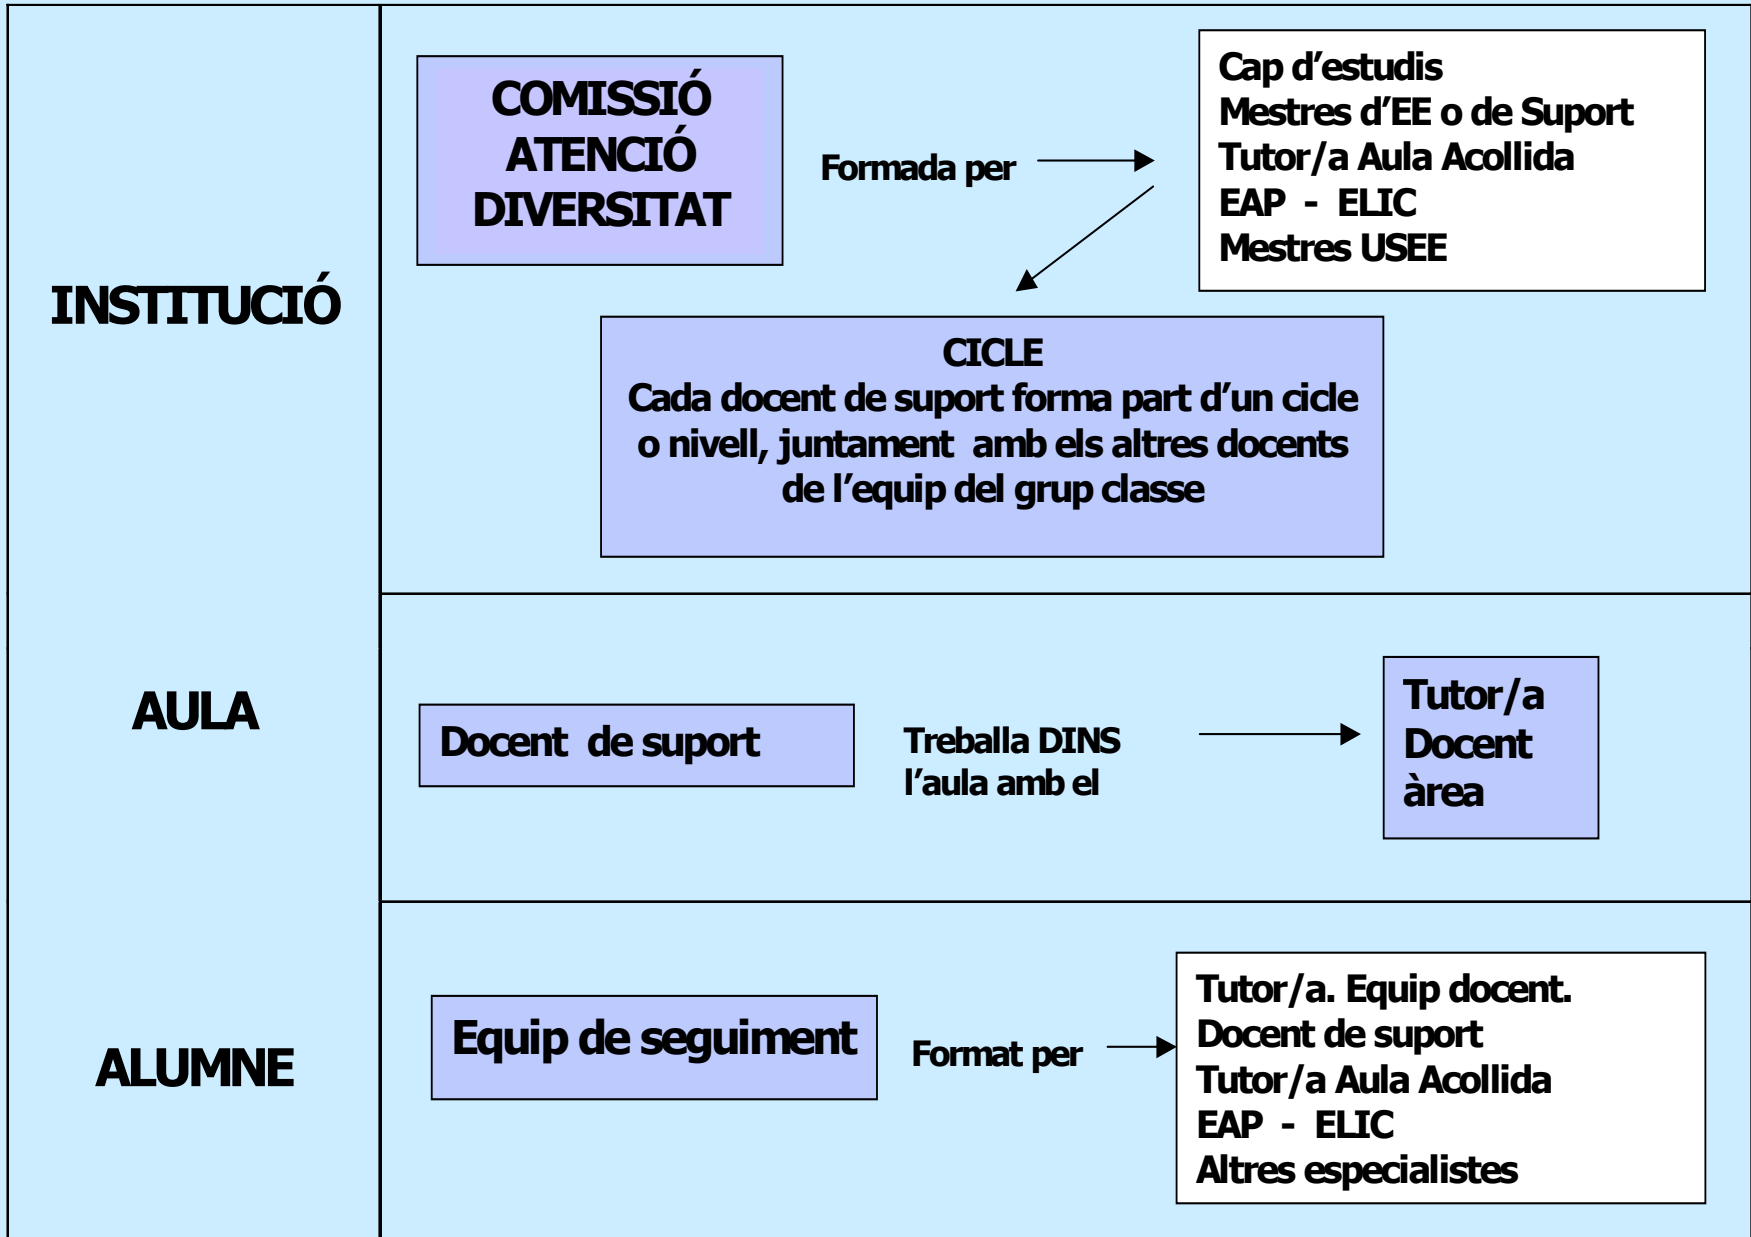 INSTITUCIÓ
COMISSIÓ
ATENCIÓ
DIVERSITAT
Formada per
Cap d’estudis
Mestres d’EE o de Suport
Tutor/a Aula Acollida
EAP - ELIC
Mestres USEE
CICLE
Cada docent de suport forma part d’un cicle
o nivell, juntament amb els altres docents
de l’equip del grup classe
AULA
Docent de suport
Treballa DINS
l’aula amb el
Tutor/a
Docent
àrea
ALUMNE
Equip de seguiment
Format per
Tutor/a. Equip docent.
Docent de suport
Tutor/a Aula Acollida
EAP - ELIC
Altres especialistes